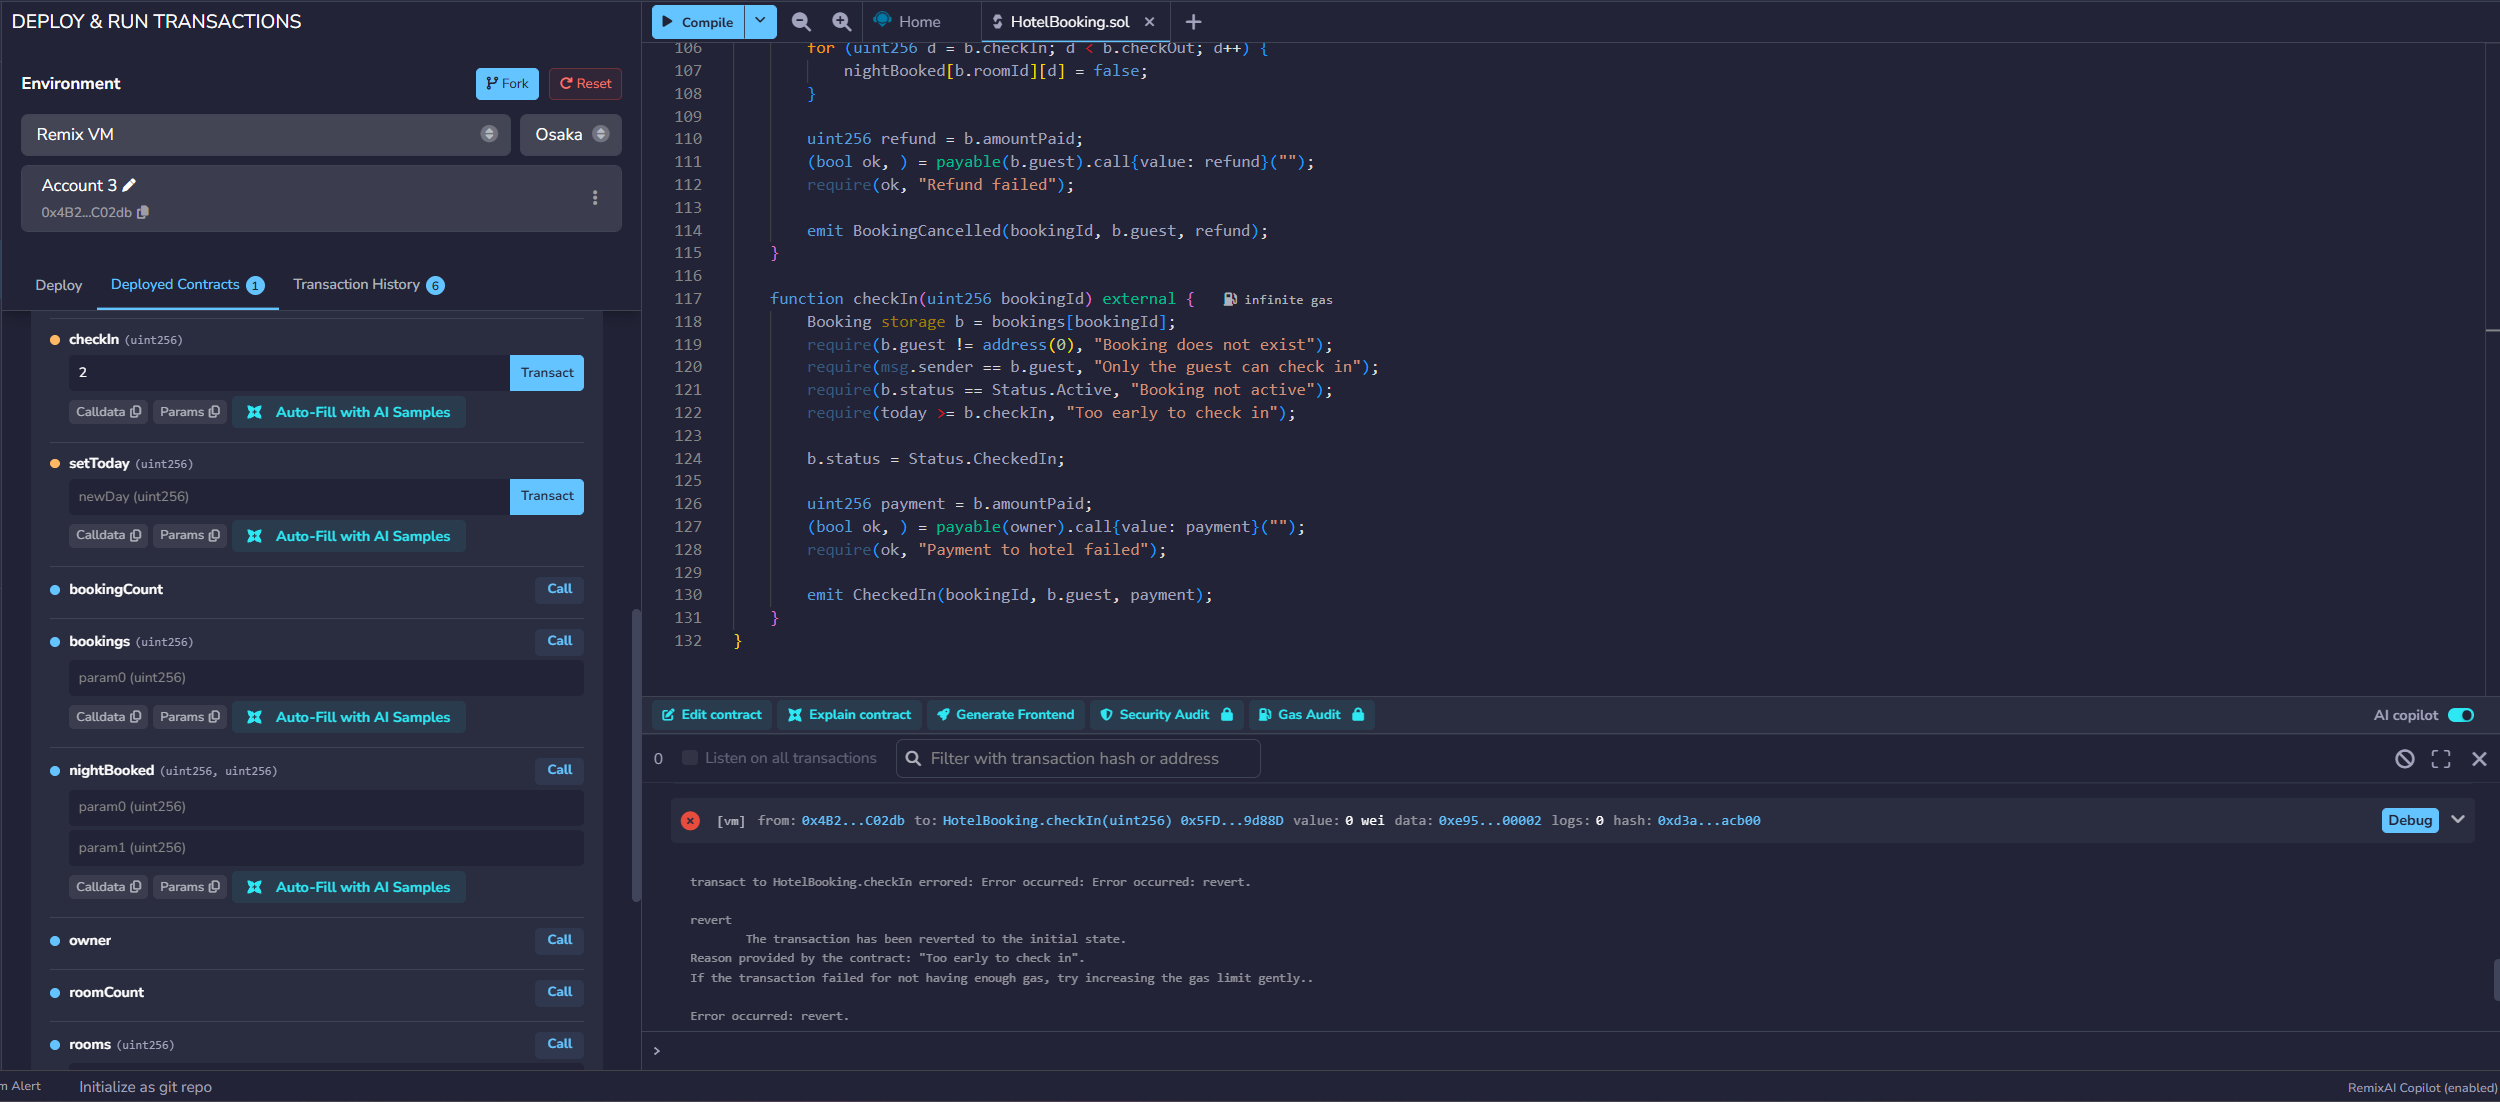 DEPLOY & RUN TRANSACTIONS
Environment
Fork
Reset
Remix VM
Osaka
Account 3
0x4B2...C02db
Deploy
Deployed Contracts 1
Transaction History 6
checkIn (uint256)
2
Transact
Calldata
Params
Auto-Fill with AI Samples
setToday (uint256)
newDay (uint256)
Transact
Calldata
Params
Auto-Fill with AI Samples
bookingCount
Call
bookings (uint256)
Call
param0 (uint256)
Calldata
Params
Auto-Fill with AI Samples
nightBooked (uint256, uint256)
Call
param0 (uint256)
param1 (uint256)
Calldata
Params
Auto-Fill with AI Samples
owner
Call
roomCount
Call
rooms (uint256)
Call
Compile
Home
HotelBooking.sol
106 for (uint256 d = b.checkIn; d < b.checkOut; d++) {
107 nightBooked[b.roomId][d] = false;
108 }
109
110 uint256 refund = b.amountPaid;
111 (bool ok, ) = payable(b.guest).call{value: refund}("");
112 require(ok, "Refund failed");
113
114 emit BookingCancelled(bookingId, b.guest, refund);
115 }
116
117 function checkIn(uint256 bookingId) external { infinite gas
118 Booking storage b = bookings[bookingId];
119 require(b.guest != address(0), "Booking does not exist");
120 require(msg.sender == b.guest, "Only the guest can check in");
121 require(b.status == Status.Active, "Booking not active");
122 require(today >= b.checkIn, "Too early to check in");
123
124 b.status = Status.CheckedIn;
125
126 uint256 payment = b.amountPaid;
127 (bool ok, ) = payable(owner).call{value: payment}("");
128 require(ok, "Payment to hotel failed");
129
130 emit CheckedIn(bookingId, b.guest, payment);
131 }
132 }
Edit contract
Explain contract
Generate Frontend
Security Audit
Gas Audit
AI copilot
0
Listen on all transactions
Filter with transaction hash or address
[vm] from: 0x4B2...C02db to: HotelBooking.checkIn(uint256) 0x5FD...9d88D value: 0 wei data: 0xe95...00002 logs: 0 hash: 0xd3a...acb00
Debug
transact to HotelBooking.checkIn errored: Error occurred: Error occurred: revert.
revert
The transaction has been reverted to the initial state.
Reason provided by the contract: "Too early to check in".
If the transaction failed for not having enough gas, try increasing the gas limit gently..
Error occurred: revert.
>
m Alert
Initialize as git repo
RemixAI Copilot (enabled)